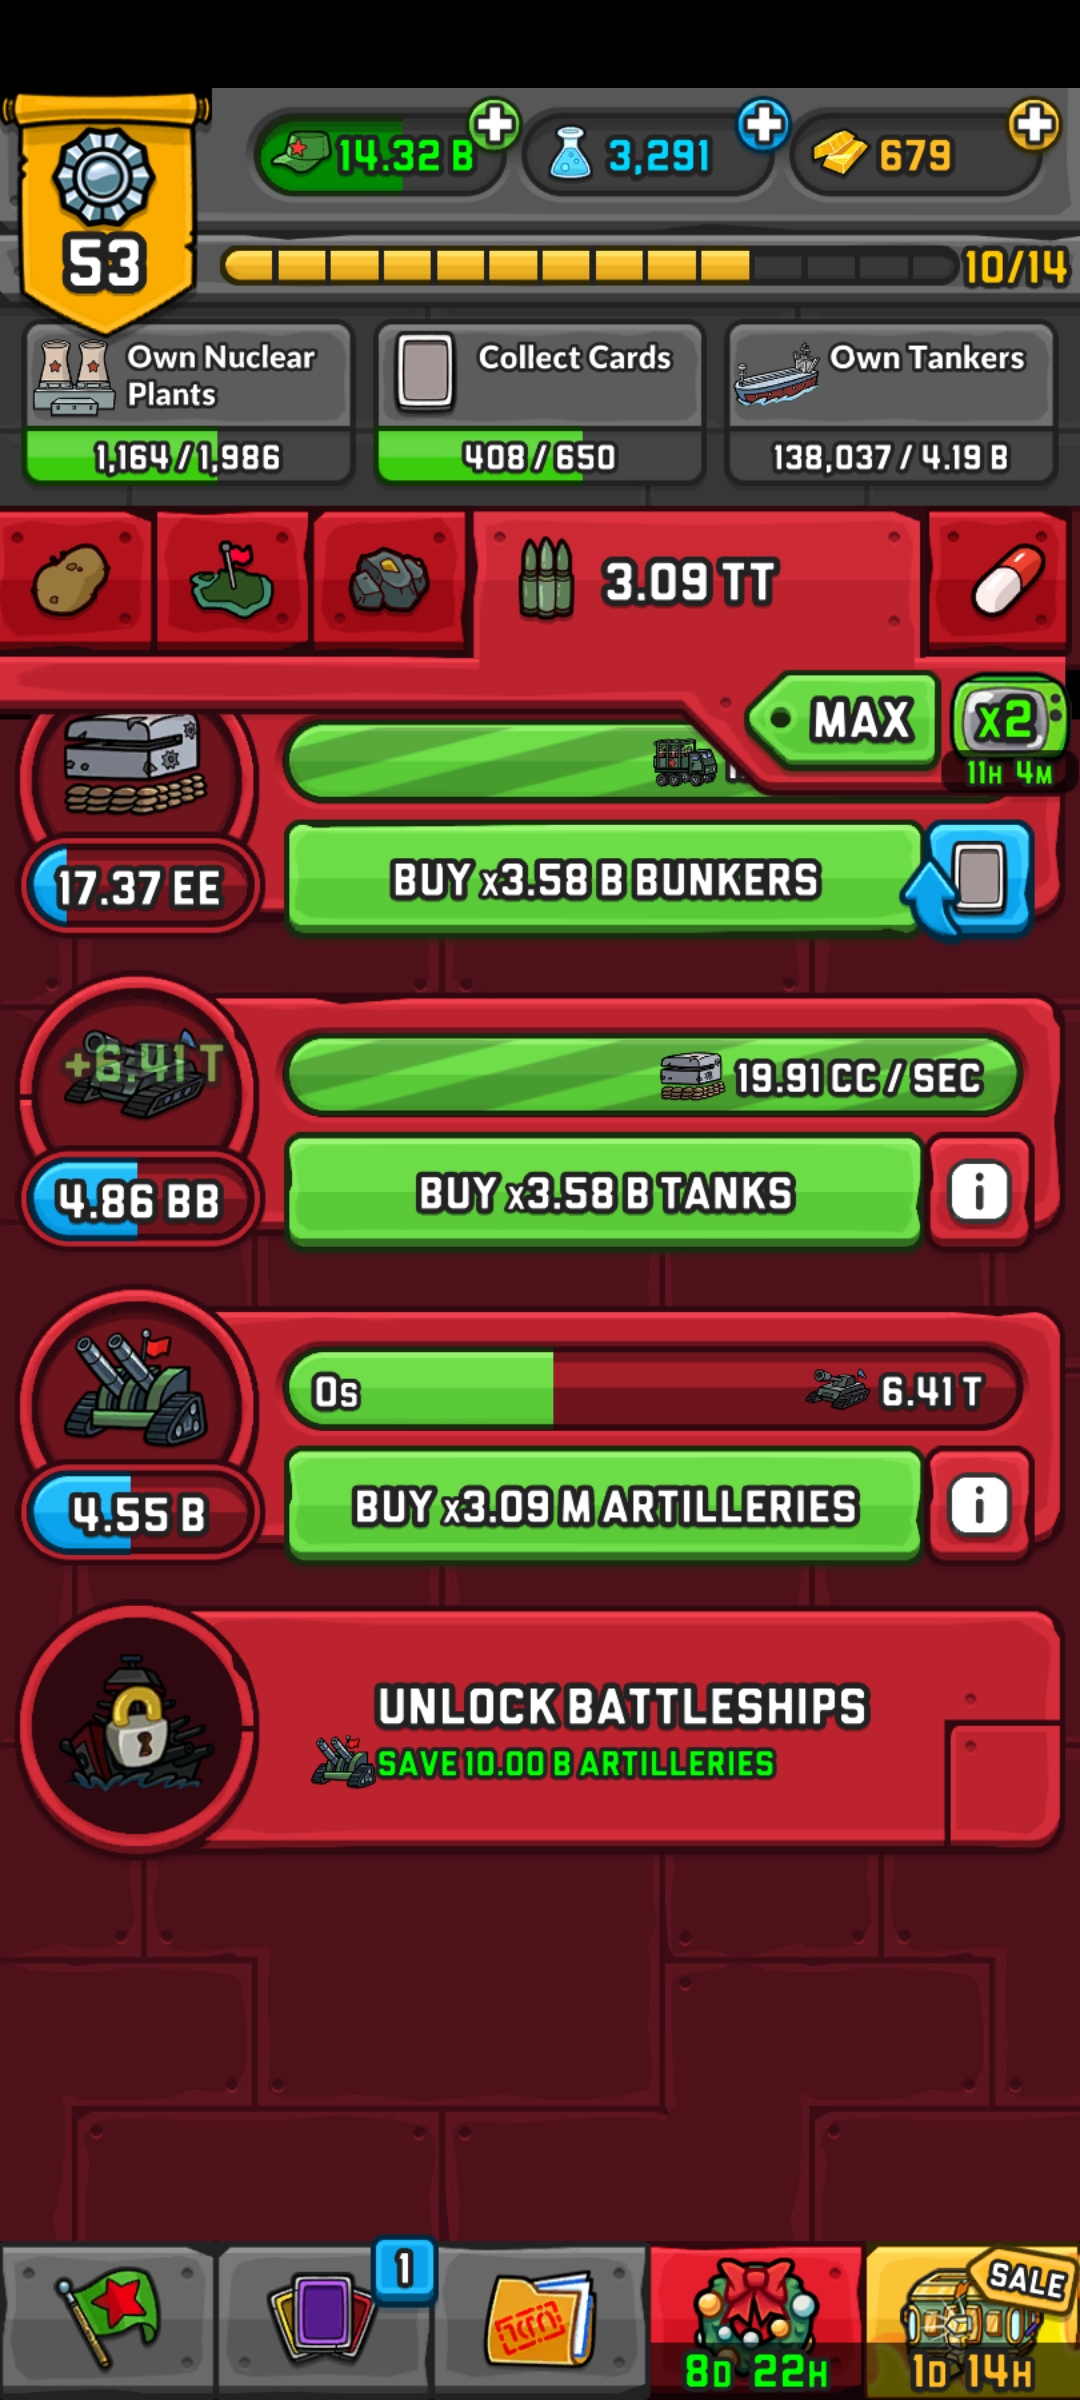 53
14.32 B
3,291
679
10/14
Own Nuclear
Plants
1,164 / 1,986
Collect Cards
408 / 650
Own Tankers
138,037 / 4.19 B
3.09 TT
MAX
x2
11H 4M
17.37 EE
BUY x3.58 B BUNKERS
+6.41 T
19.91 CC / SEC
4.86 BB
BUY x3.58 B TANKS
i
0s
6.41 T
4.55 B
BUY x3.09 M ARTILLERIES
i
UNLOCK BATTLESHIPS
SAVE 10.00 B ARTILLERIES
1
SALE
8D 22H
1D 14H